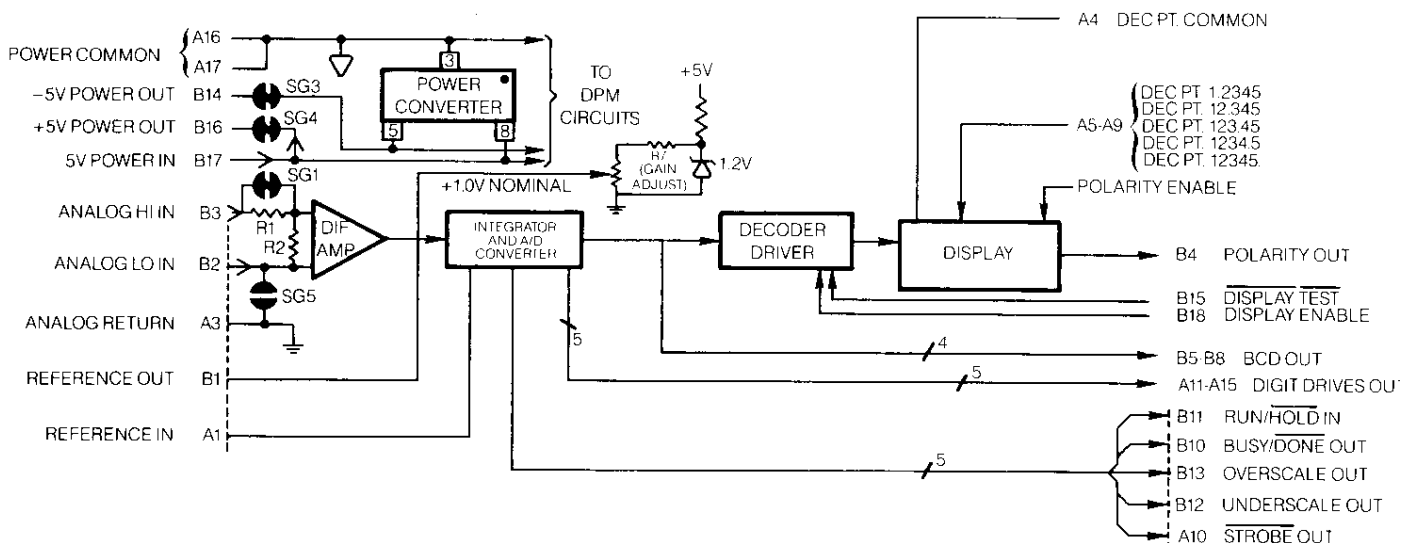 POWER COMMON
A16
A17
-5V POWER OUT B14 SG3
+5V POWER OUT B16 SG4
5V POWER IN B17
SG1
ANALOG HI IN B3
R1
R2
ANALOG LO IN B2
SG5
ANALOG RETURN A3
REFERENCE OUT B1
REFERENCE IN A1
3
POWER
CONVERTER
5 8
TO
DPM
CIRCUITS
+5V
R7
(GAIN
ADJUST)
1.2V
+1.0V NOMINAL
DIF
AMP
INTEGRATOR
AND A/D
CONVERTER
DECODER
DRIVER
DISPLAY
5
4
5
5
A4 DEC PT. COMMON
A5-A9
DEC PT. 1.2345
DEC PT. 12.345
DEC PT. 123.45
DEC PT. 1234.5
DEC PT. 12345.
POLARITY ENABLE
B4 POLARITY OUT
B15 DISPLAY TEST
B18 DISPLAY ENABLE
B5-B8 BCD OUT
A11-A15 DIGIT DRIVES OU
B11 RUN/HOLD IN
B10 BUSY/DONE OUT
B13 OVERSCALE OUT
B12 UNDERSCALE OUT
A10 STROBE OUT